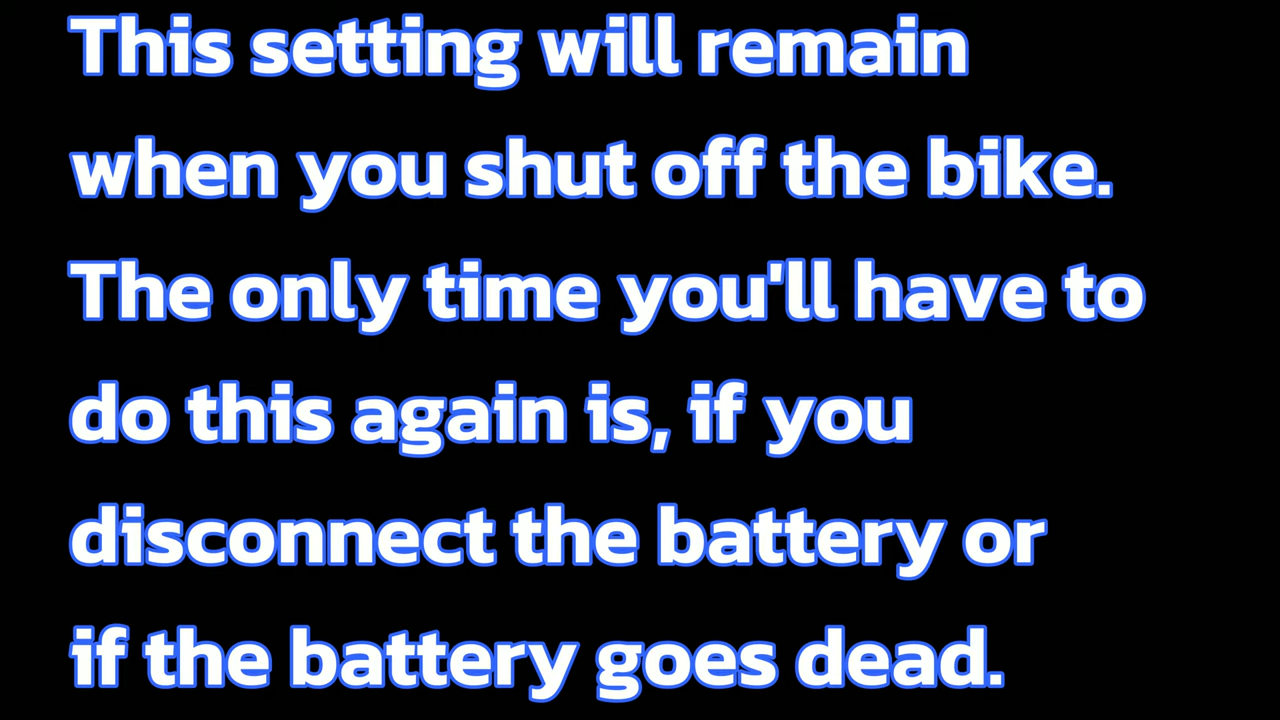 This setting will remain
when you shut off the bike.
The only time you'll have to
do this again is, if you
disconnect the battery or
if the battery goes dead.